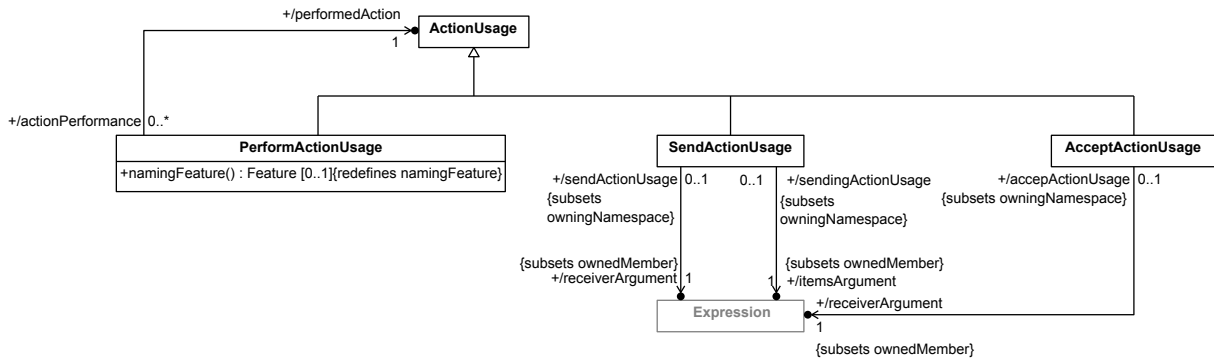 +/performedAction
ActionUsage
1
+/actionPerformance 0..*
PerformActionUsage
+namingFeature() : Feature [0..1]{redefines namingFeature}
SendActionUsage
AcceptActionUsage
+/sendActionUsage 0..1
{subsets
owningNamespace}
0..1 +/sendingActionUsage
{subsets
owningNamespace}
+/accepActionUsage 0..1
{subsets owningNamespace}
{subsets ownedMember}
+/receiverArgument 1
{subsets ownedMember}
1 +/itemsArgument
Expression
+/receiverArgument
1
{subsets ownedMember}